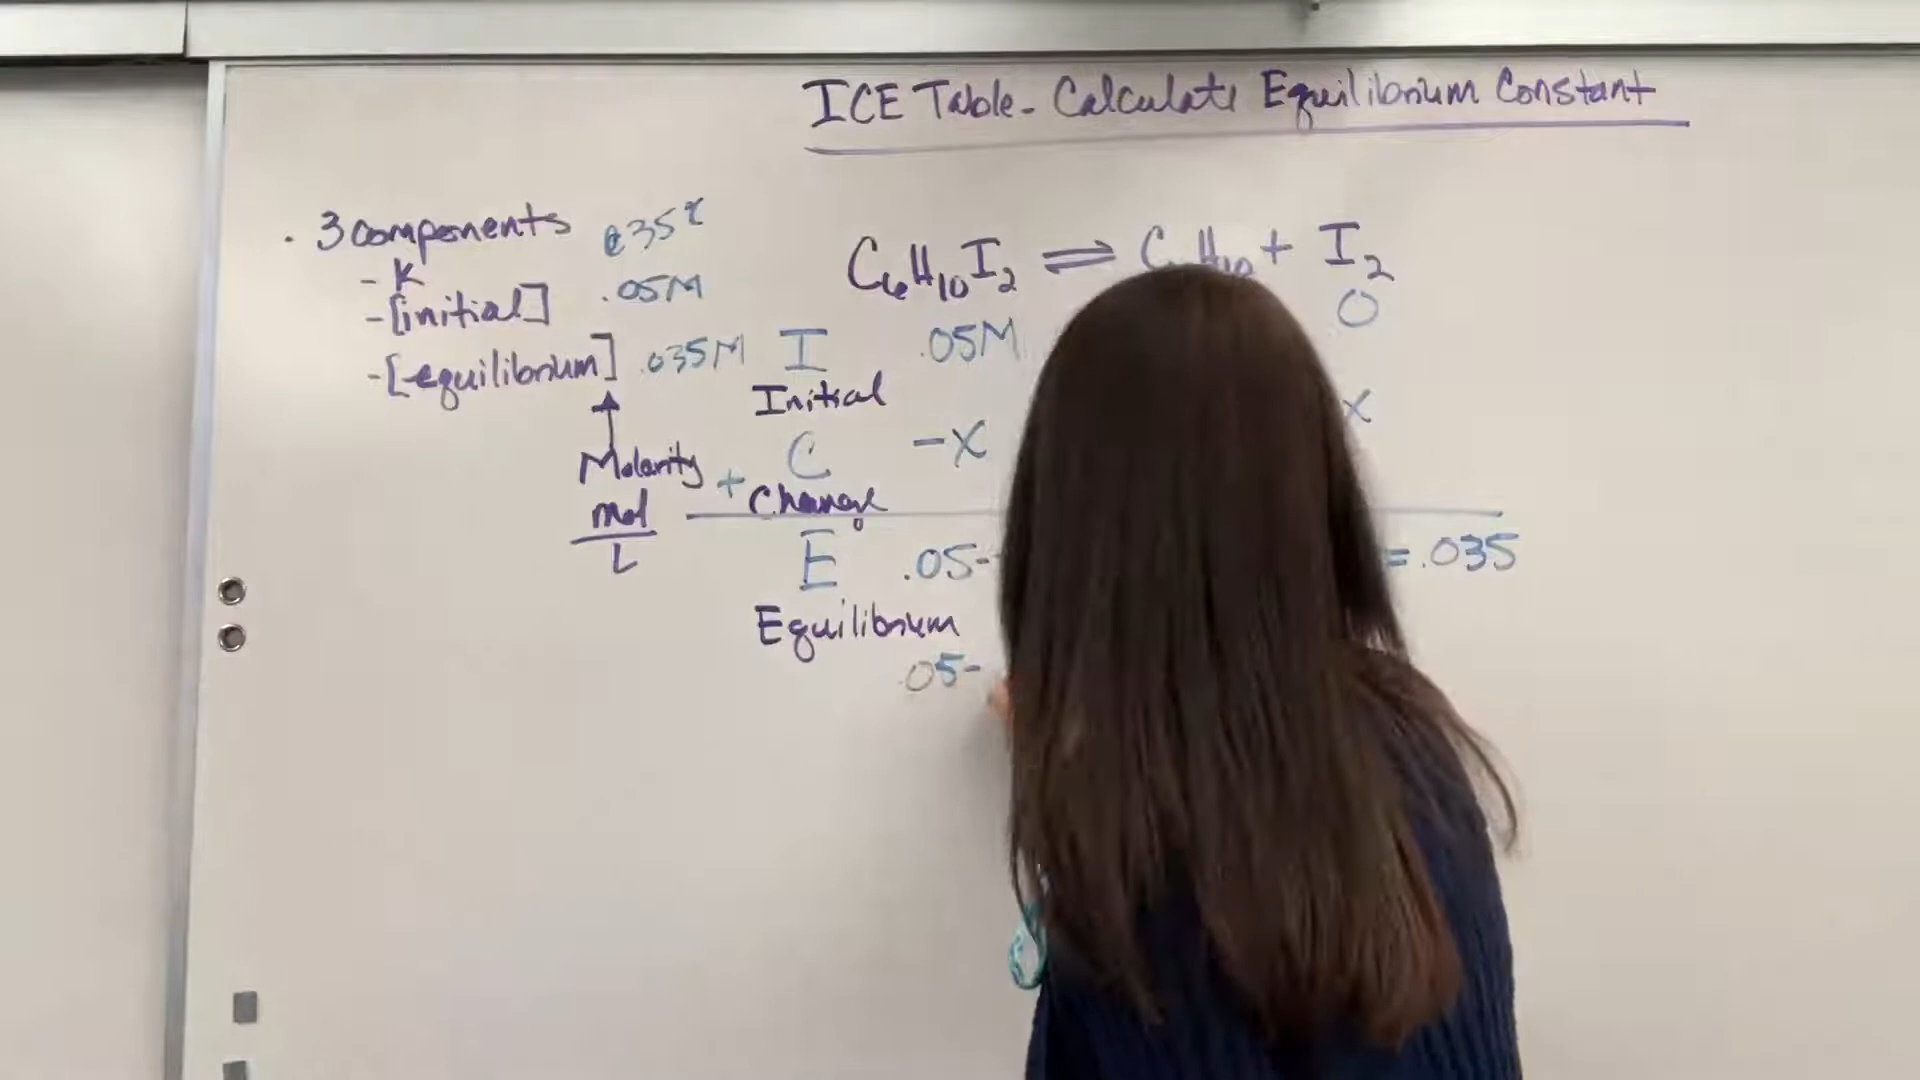 ICE Table - Calculate Equilibrium Constant
· 3 components @35℃
- K
- [initial] .05M
- [equilibrium] .035M
Molarity
mol
L
C6H10I2 ⇌ H10 + I2
I .05M 0
Initial
C -X X
+ Change
E .05- = .035
Equilibrium
.05-